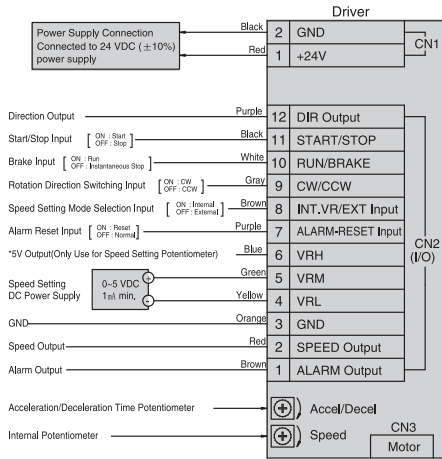 Driver
Power Supply Connection
Connected to 24 VDC (±10%)
power supply
Black 2 GND
Red 1 +24V
CN1
Direction Output Purple 12 DIR Output
Start/Stop Input [ ON : Start OFF : Stop ] Black 11 START/STOP
Brake Input [ ON : Run OFF : Instantaneous Stop ] White 10 RUN/BRAKE
Rotation Direction Switching Input [ ON : CW OFF : CCW ] Gray 9 CW/CCW
Speed Setting Mode Selection Input [ ON : Internal OFF : External ] Brown 8 INT.VR/EXT Input
Alarm Reset Input [ ON : Reset OFF : Normal ] Purple 7 ALARM-RESET Input
*5V Output(Only Use for Speed Setting Potentiometer) Blue 6 VRH
CN2
(I/O)
Speed Setting
DC Power Supply
0~5 VDC
1㎃ min.
+
-
Green 5 VRM
Yellow 4 VRL
GND Orange 3 GND
Speed Output Red 2 SPEED Output
Alarm Output Brown 1 ALARM Output
Acceleration/Deceleration Time Potentiometer Accel/Decel
Internal Potentiometer Speed
CN3
Motor